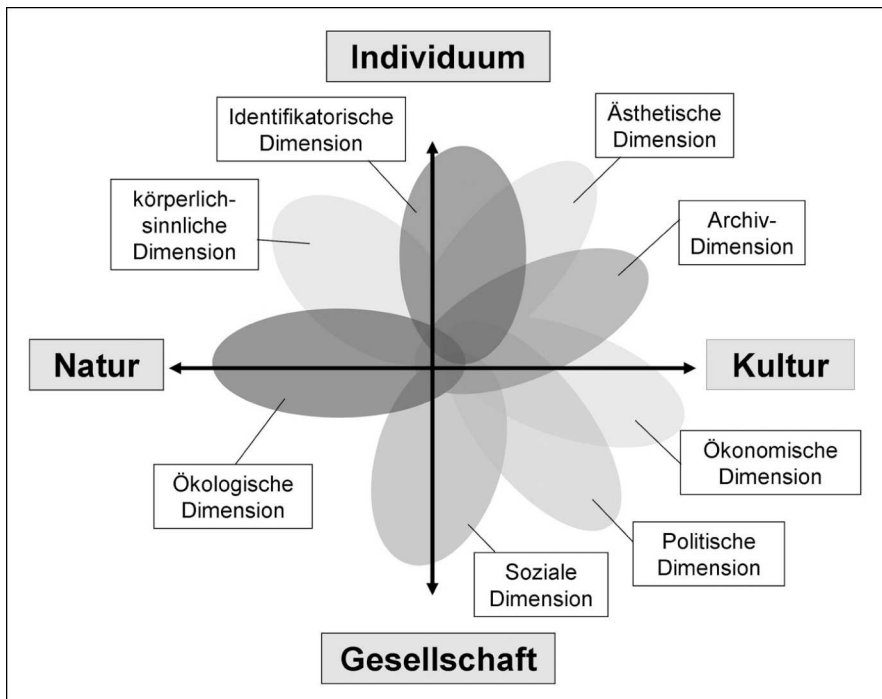 Individuum
Identifikatorische
Dimension
Ästhetische
Dimension
körperlich-
sinnliche
Dimension
Archiv-
Dimension
Natur
Kultur
Ökologische
Dimension
Ökonomische
Dimension
Politische
Dimension
Soziale
Dimension
Gesellschaft